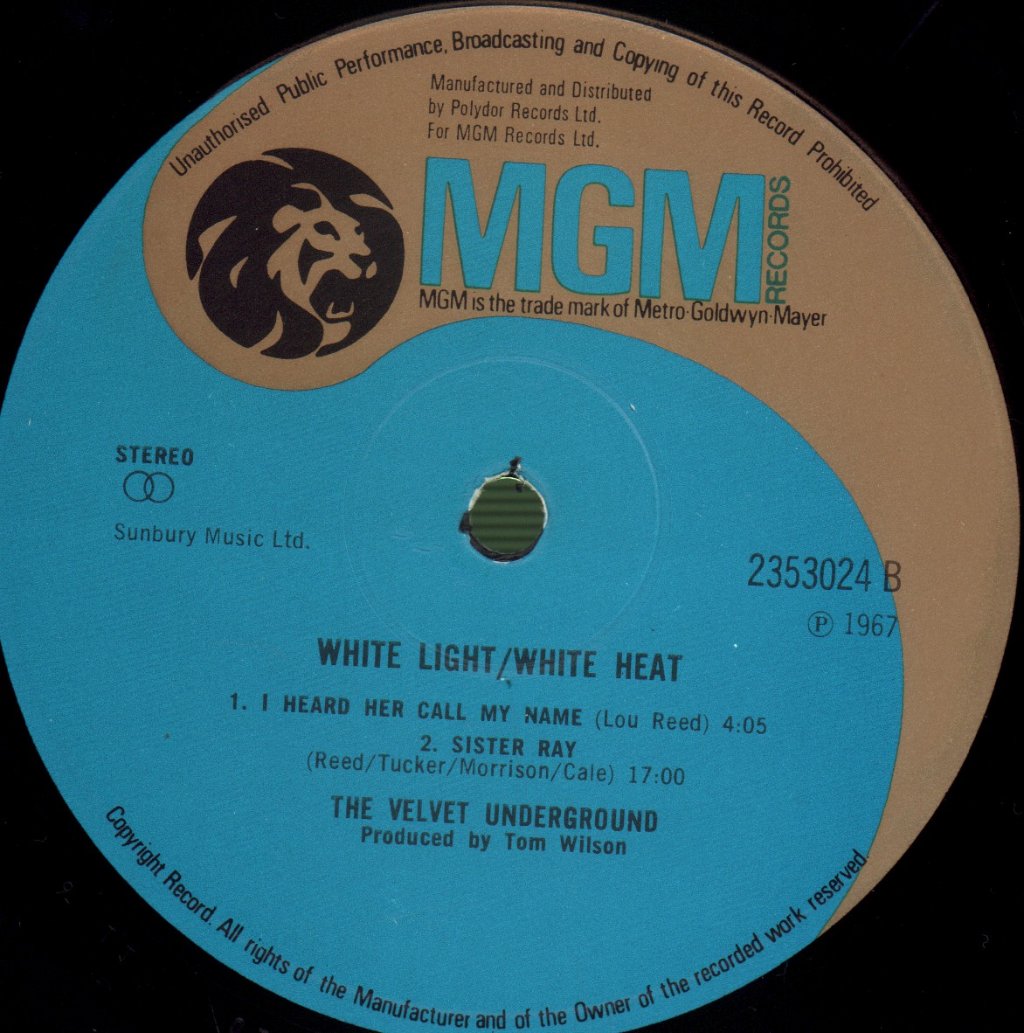 Unauthorised Public Performance, Broadcasting and Copying of this Record Prohibited
Manufactured and Distributed
by Polydor Records Ltd.
For MGM Records Ltd.
MGM
RECORDS
MGM is the trade mark of Metro-Goldwyn-Mayer
STEREO
Sunbury Music Ltd.
2353024 B
℗ 1967
WHITE LIGHT/WHITE HEAT
1. I HEARD HER CALL MY NAME (Lou Reed) 4:05
2. SISTER RAY
(Reed/Tucker/Morrison/Cale) 17:00
THE VELVET UNDERGROUND
Produced by Tom Wilson
Copyright Record. All rights of the Manufacturer and of the Owner of the recorded work reserved.